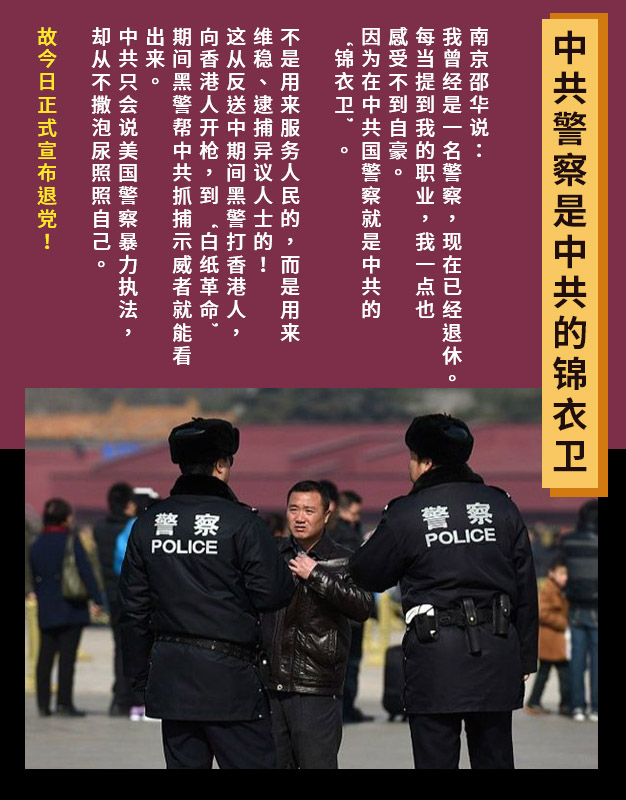 中共警察是中共的锦衣卫
南京邵华说：
我曾经是一名警察，现在已经退休。
每当提到我的职业，我一点也
感受不到自豪。
因为在中共国警察就是中共的
“锦衣卫”。
不是用来服务人民的，而是用来
维稳、逮捕异议人士的！
这从反送中期间黑警打香港人，
向香港人开枪，到“白纸革命”
期间黑警帮中共抓捕示威者就能看
出来。
中共只会说美国警察暴力执法，
却从不撒泡尿照照自己。
故今日正式宣布退党！
警察
POLICE
警察
POLICE